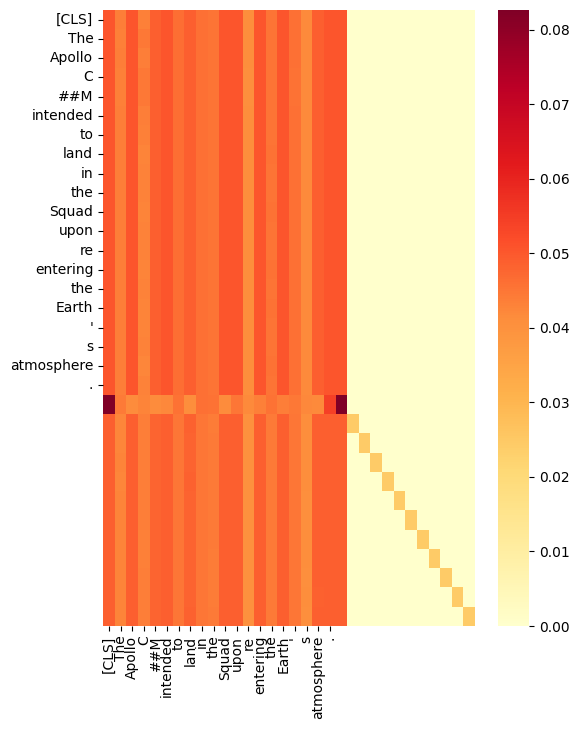 [CLS]
The
Apollo
C
##M
intended
to
land
in
the
Squad
upon
re
entering
the
Earth
'
s
atmosphere
.
[CLS]
The
Apollo
C
##M
intended
to
land
in
the
Squad
upon
re
entering
the
Earth
'
s
atmosphere
.
0.08
0.07
0.06
0.05
0.04
0.03
0.02
0.01
0.00